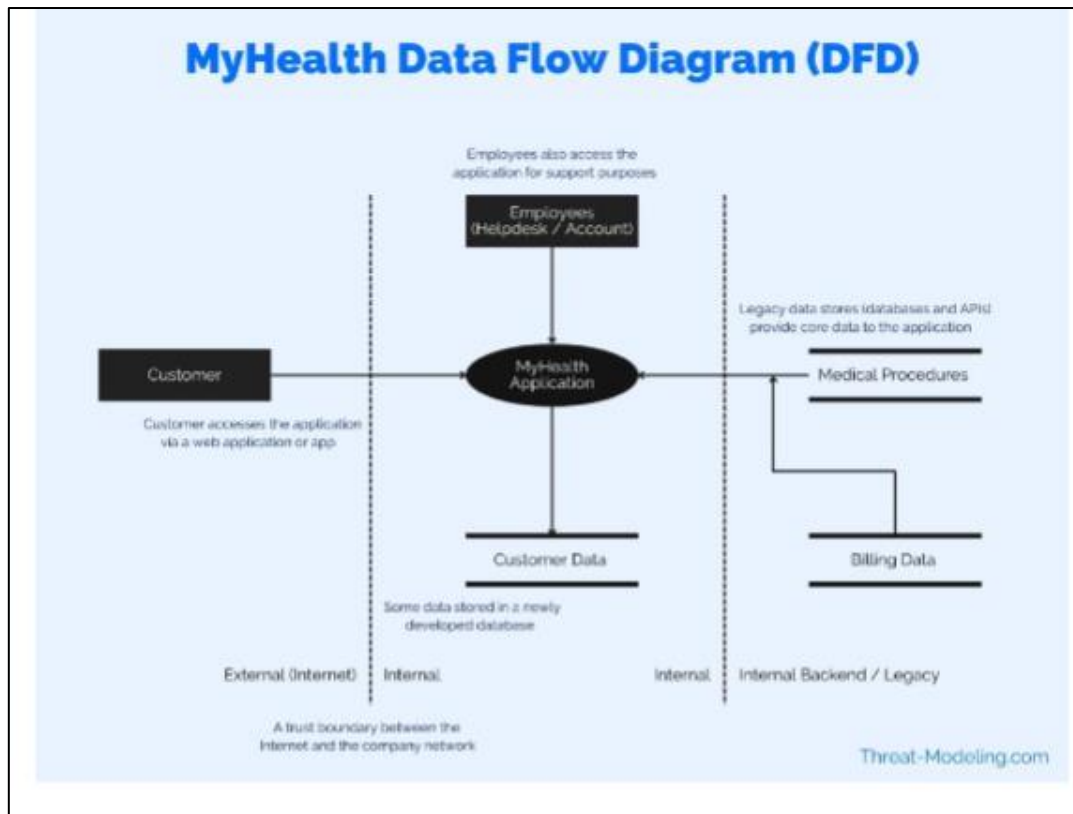 MyHealth Data Flow Diagram (DFD)
Employees also access the
application for support purposes
Employees
(Helpdesk / Account)
Legacy data stores (databases and APIs)
provide core data to the application
Customer
MyHealth
Application
Medical Procedures
Customer accesses the application
via a web application or app
Customer Data
Billing Data
Some data stored in a newly
developed database
External (Internet)
Internal
Internal
Internal Backend / Legacy
A trust boundary between the
Internet and the company network
Threat-Modeling.com